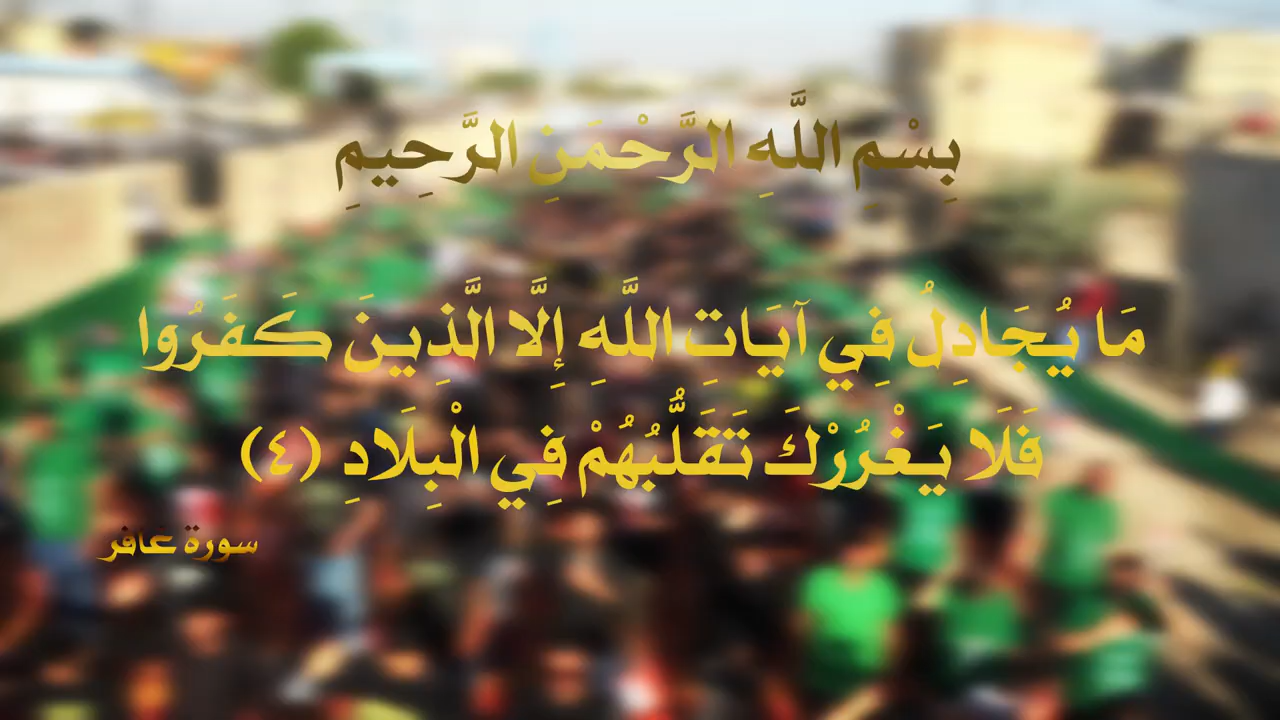 بِسْمِ اللَّهِ الرَّحْمَنِ الرَّحِيمِ
مَا يُجَادِلُ فِي آيَاتِ اللَّهِ إِلَّا الَّذِينَ كَفَرُوا
فَلَا يَغْرُرْكَ تَقَلُّبُهُمْ فِي الْبِلَادِ (٤)
سورة غافر